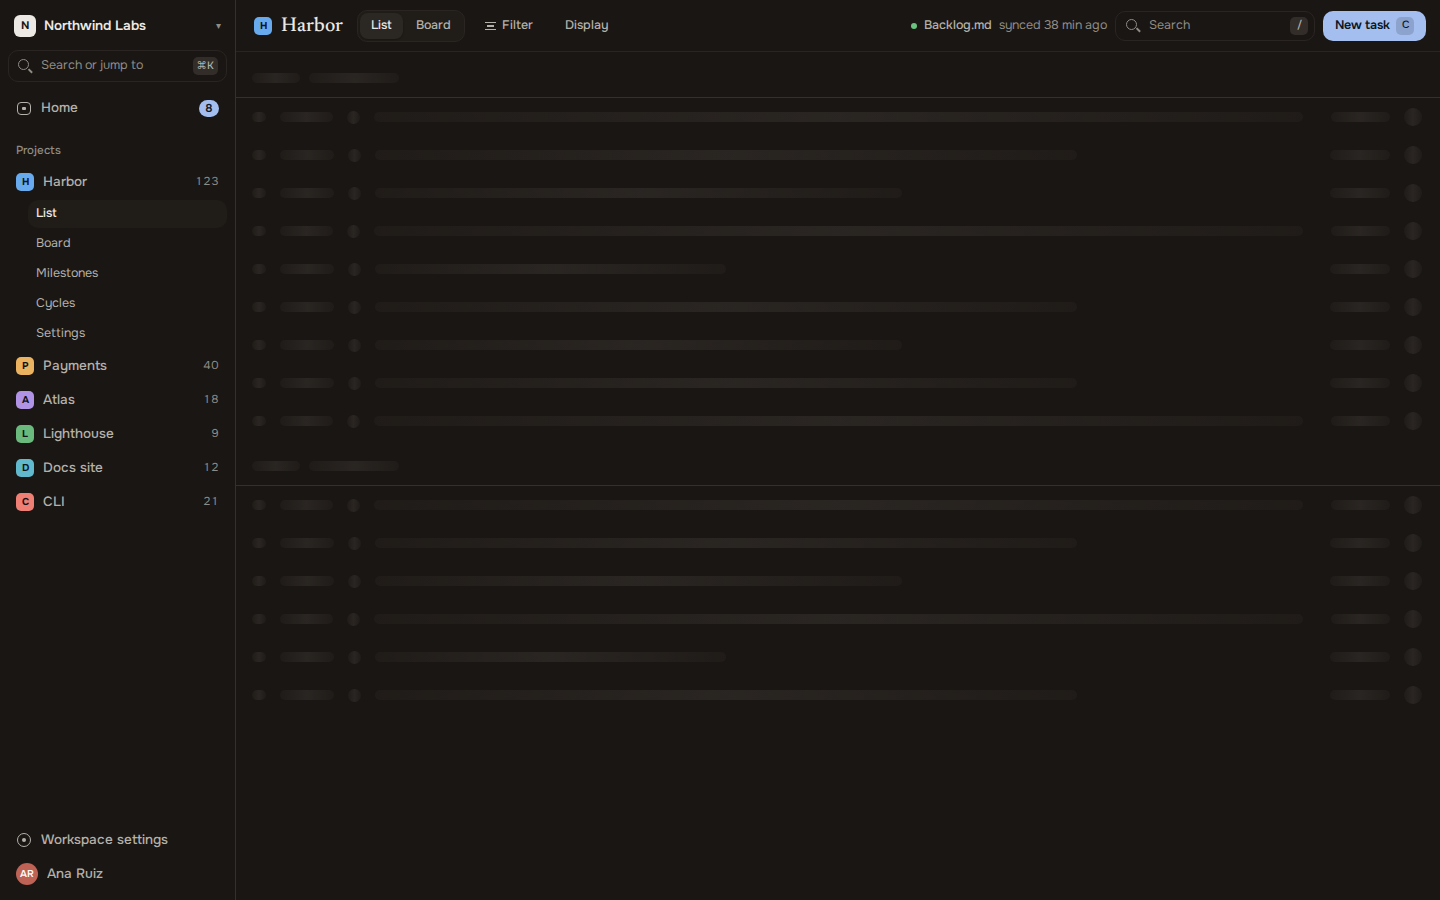 N Northwind Labs
Search or jump to ⌘K
Home 8
Projects
H Harbor 123
List
Board
Milestones
Cycles
Settings
P Payments 40
A Atlas 18
L Lighthouse 9
D Docs site 12
C CLI 21
Workspace settings
AR Ana Ruiz
H Harbor List Board Filter Display Backlog.md synced 38 min ago Search / New task C